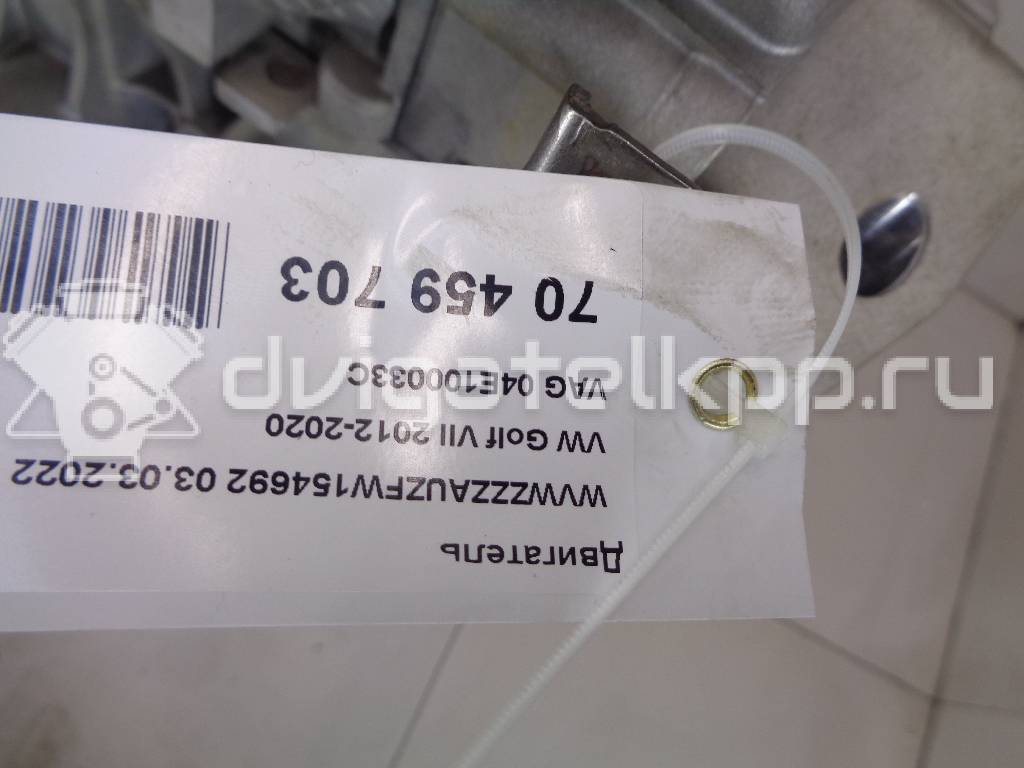 Двигатель
WVWZZZAUZFW154692 03.03.2022
VW Golf VII 2012-2020
VAG 04E100033C
70 459 703
dvigatelkpp.ru